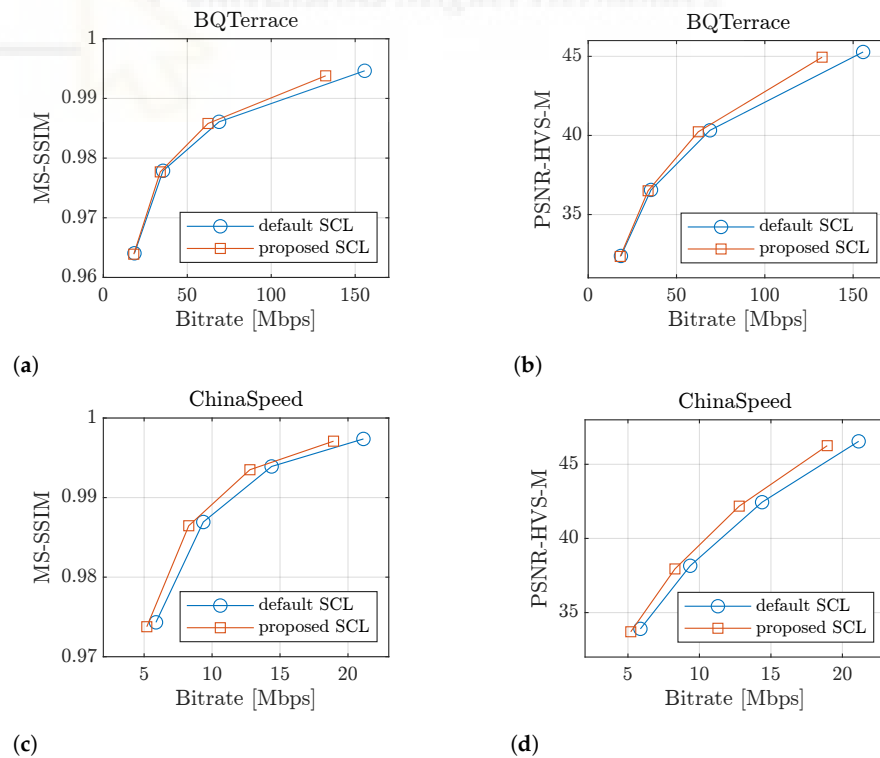 BQTerrace
1
0.99
0.98
0.97
0.96
MS-SSIM
default SCL
proposed SCL
0 50 100 150
Bitrate [Mbps]
(a)
BQTerrace
45
40
35
PSNR-HVS-M
default SCL
proposed SCL
0 50 100 150
Bitrate [Mbps]
(b)
ChinaSpeed
1
0.99
0.98
0.97
MS-SSIM
default SCL
proposed SCL
5 10 15 20
Bitrate [Mbps]
(c)
ChinaSpeed
45
40
35
PSNR-HVS-M
default SCL
proposed SCL
5 10 15 20
Bitrate [Mbps]
(d)